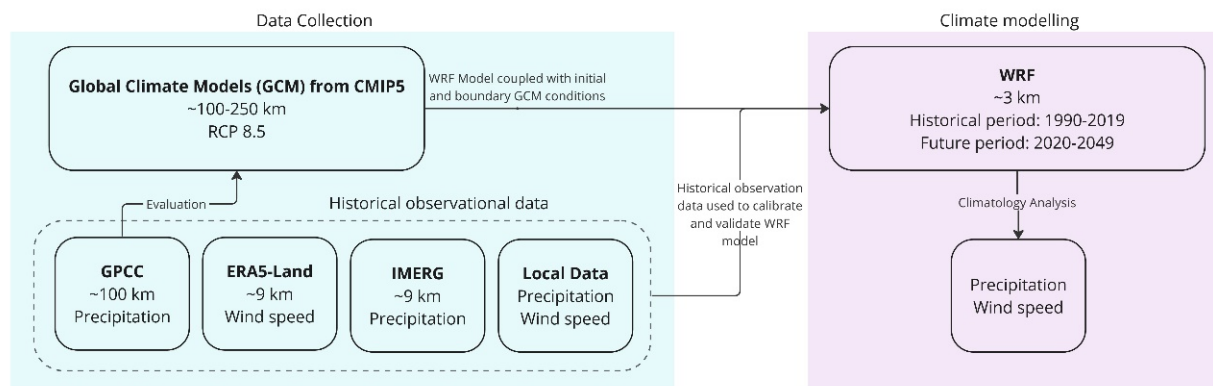 Data Collection
Global Climate Models (GCM) from CMIP5
~100-250 km
RCP 8.5
WRF Model coupled with initial
and boundary GCM conditions
Evaluation
Historical observational data
GPCC
~100 km
Precipitation
ERA5-Land
~9 km
Wind speed
IMERG
~9 km
Precipitation
Local Data
Precipitation
Wind speed
Historical observation
data used to calibrate
and validate WRF
model
Climate modelling
WRF
~3 km
Historical period: 1990-2019
Future period: 2020-2049
Climatology Analysis
Precipitation
Wind speed